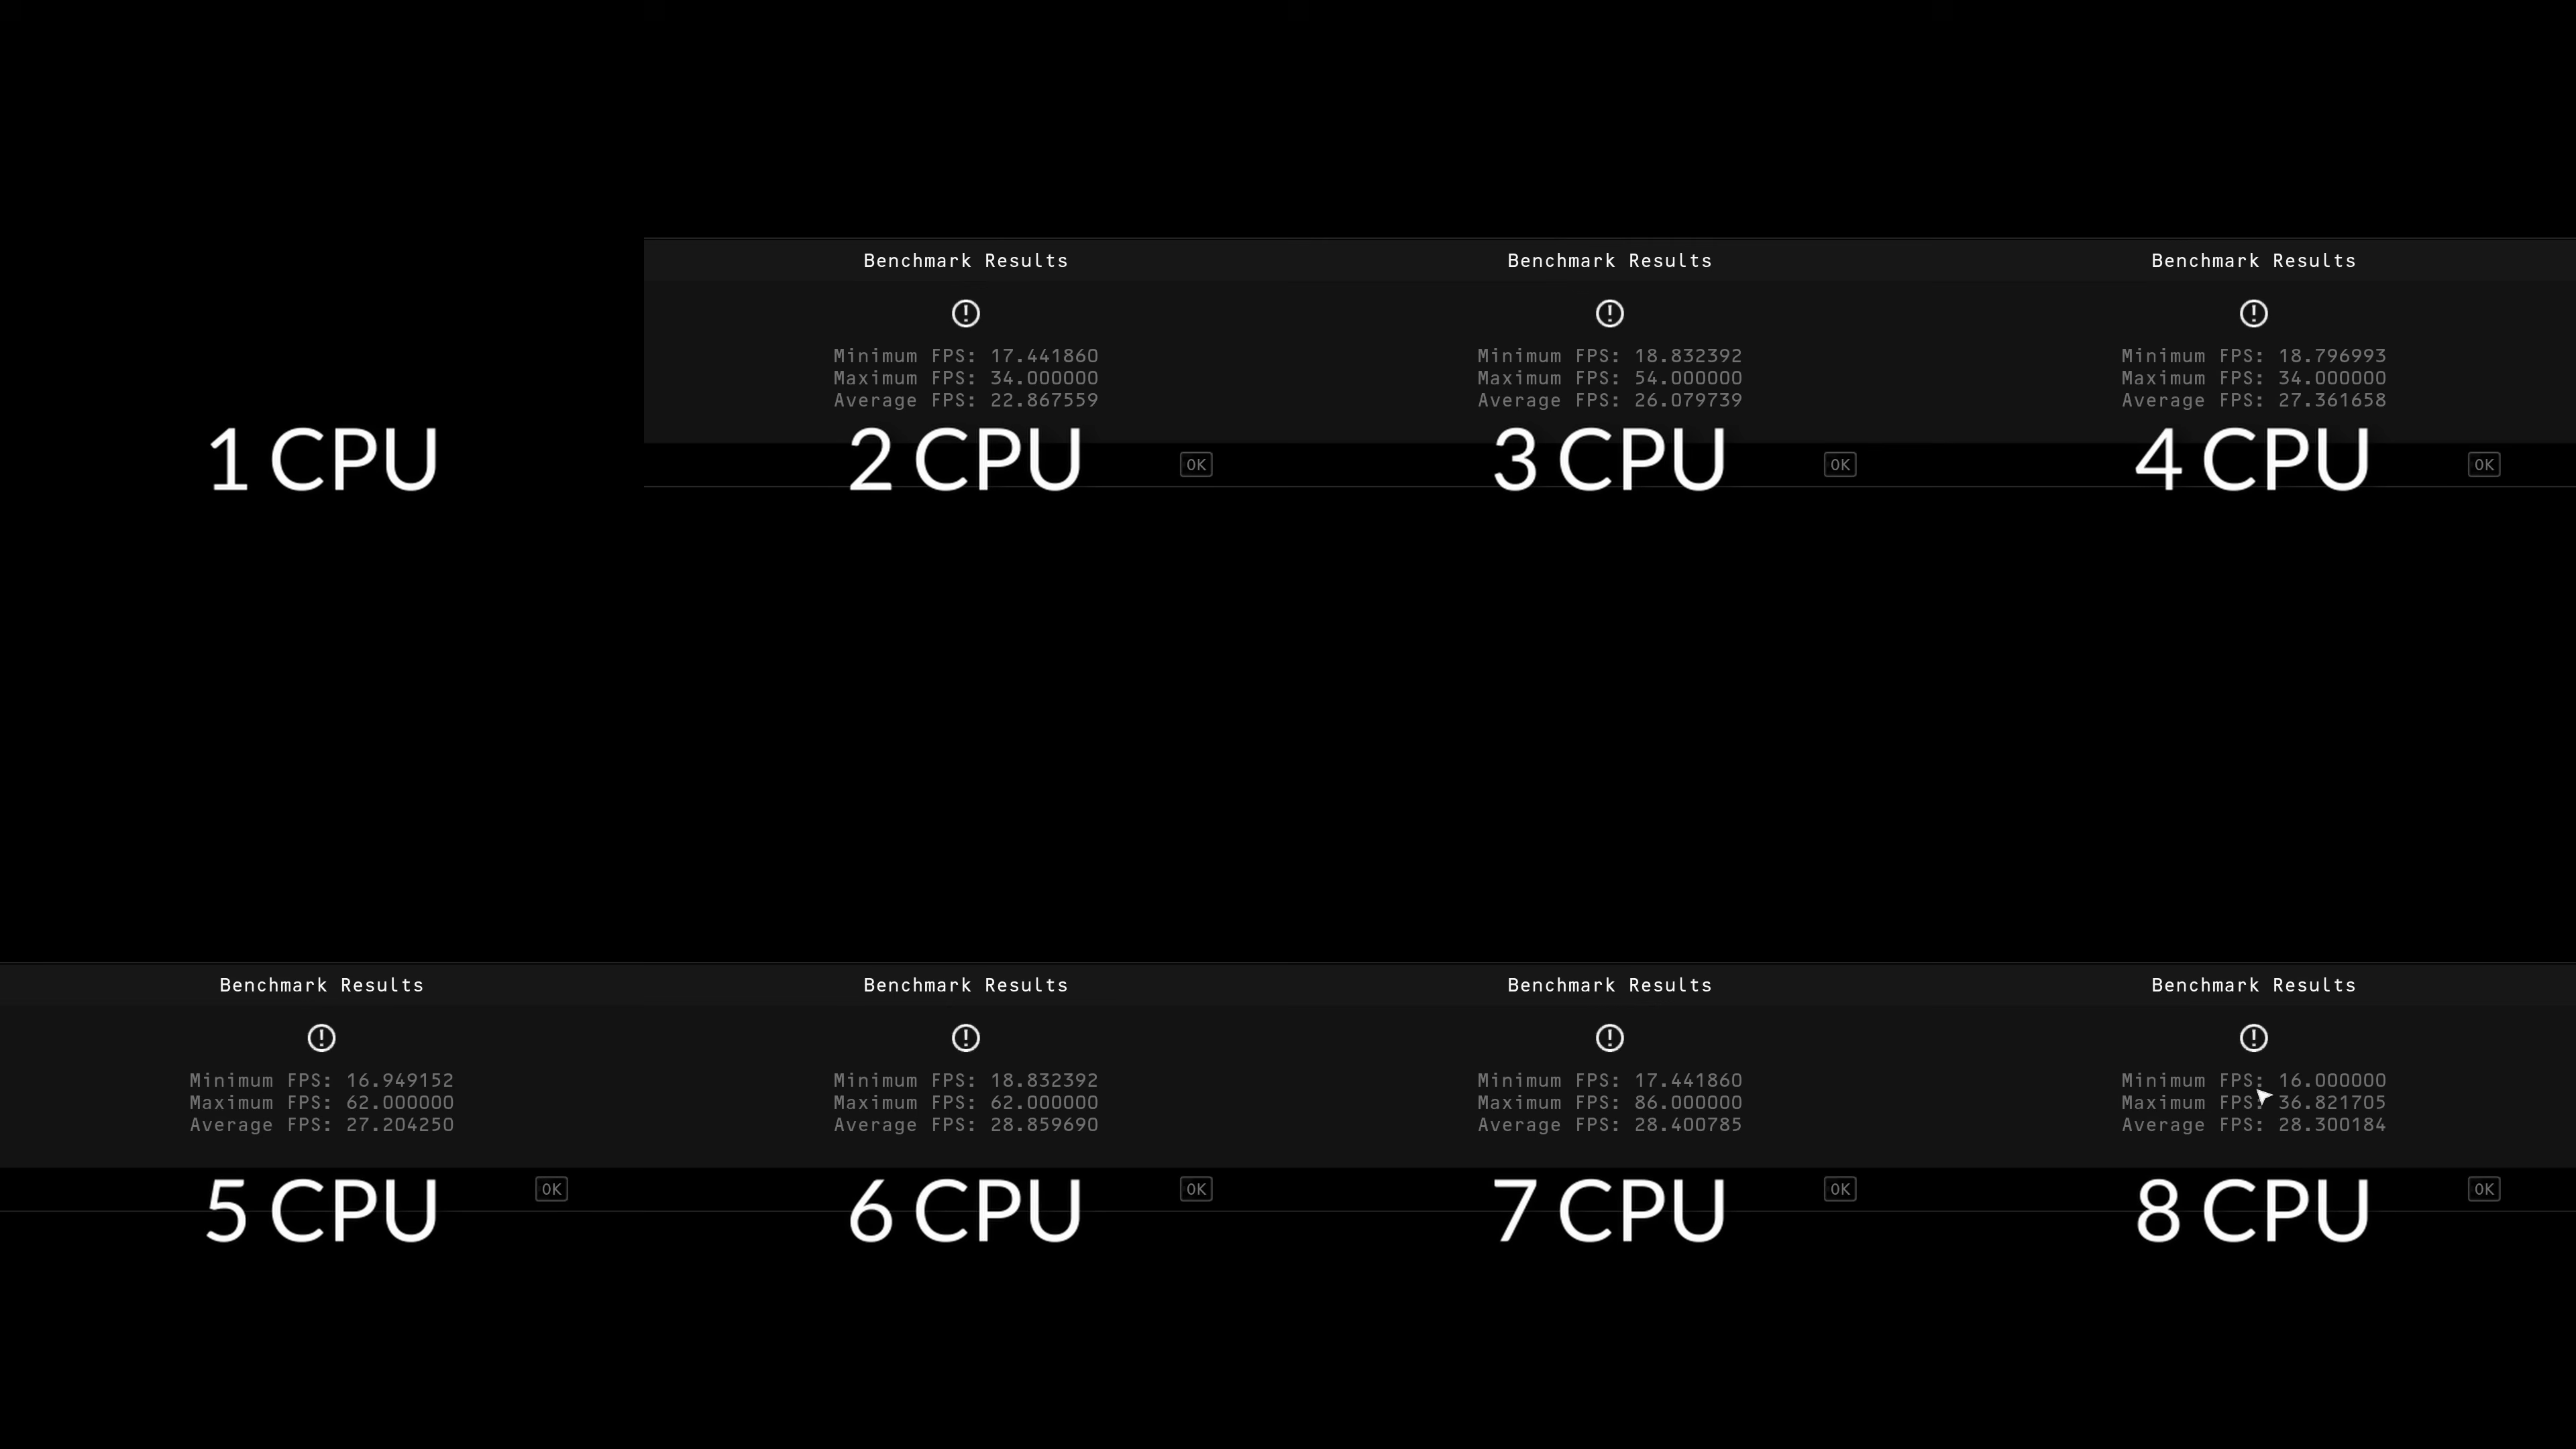 1 CPU
Benchmark Results
Minimum FPS: 17.441860
Maximum FPS: 34.000000
Average FPS: 22.867559
2 CPU
OK
Benchmark Results
Minimum FPS: 18.832392
Maximum FPS: 54.000000
Average FPS: 26.079739
3 CPU
OK
Benchmark Results
Minimum FPS: 18.796993
Maximum FPS: 34.000000
Average FPS: 27.361658
4 CPU
OK
Benchmark Results
Minimum FPS: 16.949152
Maximum FPS: 62.000000
Average FPS: 27.204250
5 CPU
OK
Benchmark Results
Minimum FPS: 18.832392
Maximum FPS: 62.000000
Average FPS: 28.859690
6 CPU
OK
Benchmark Results
Minimum FPS: 17.441860
Maximum FPS: 86.000000
Average FPS: 28.400785
7 CPU
OK
Benchmark Results
Minimum FPS: 16.000000
Maximum FPS: 36.821705
Average FPS: 28.300184
8 CPU
OK